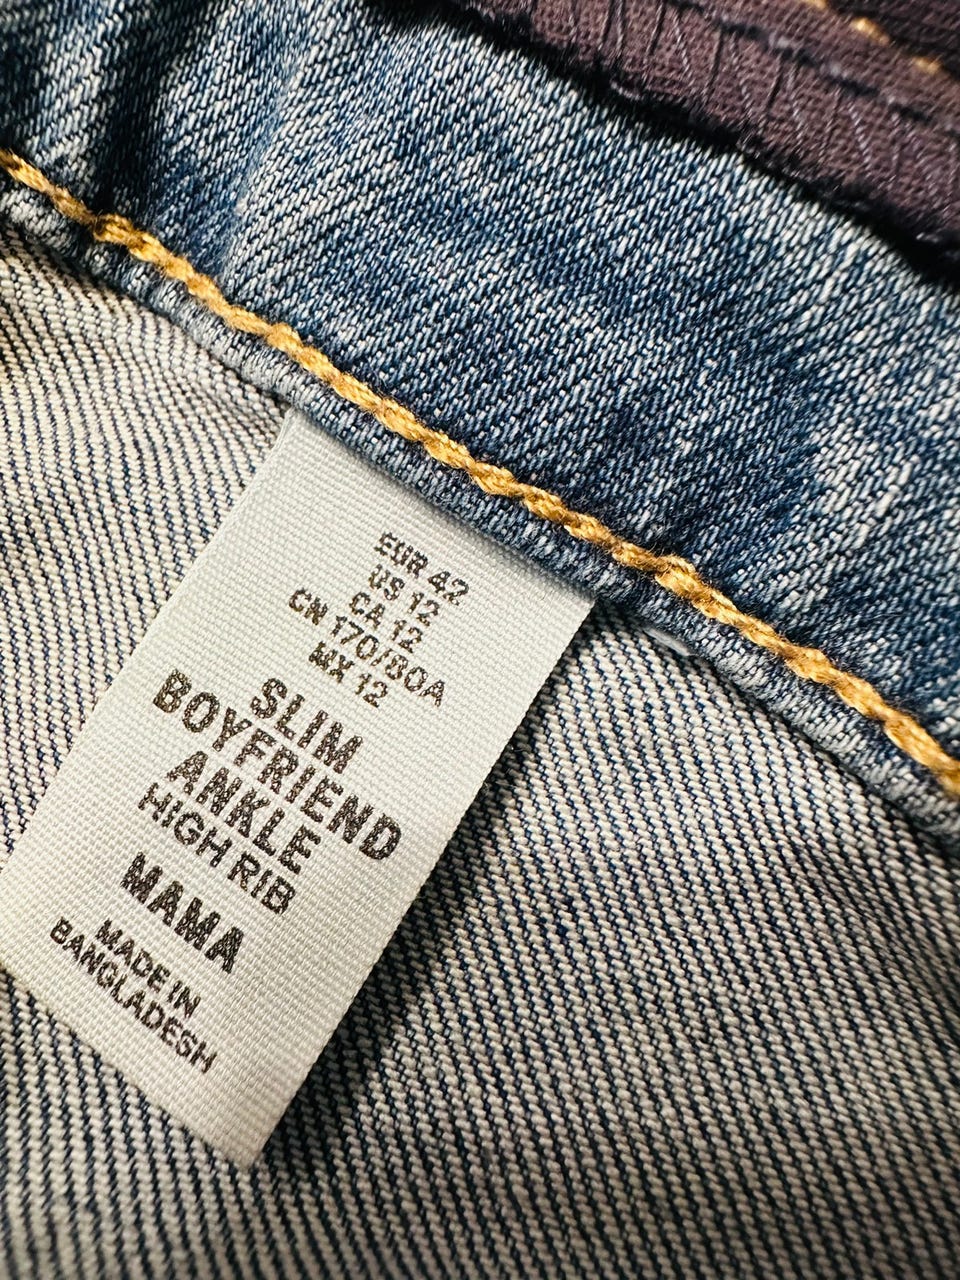 EUR 42
US 12
CA 12
CN 170/80A
MX 12
SLIM
BOYFRIEND
ANKLE
HIGH RIB
MAMA
MADE IN
BANGLADESH